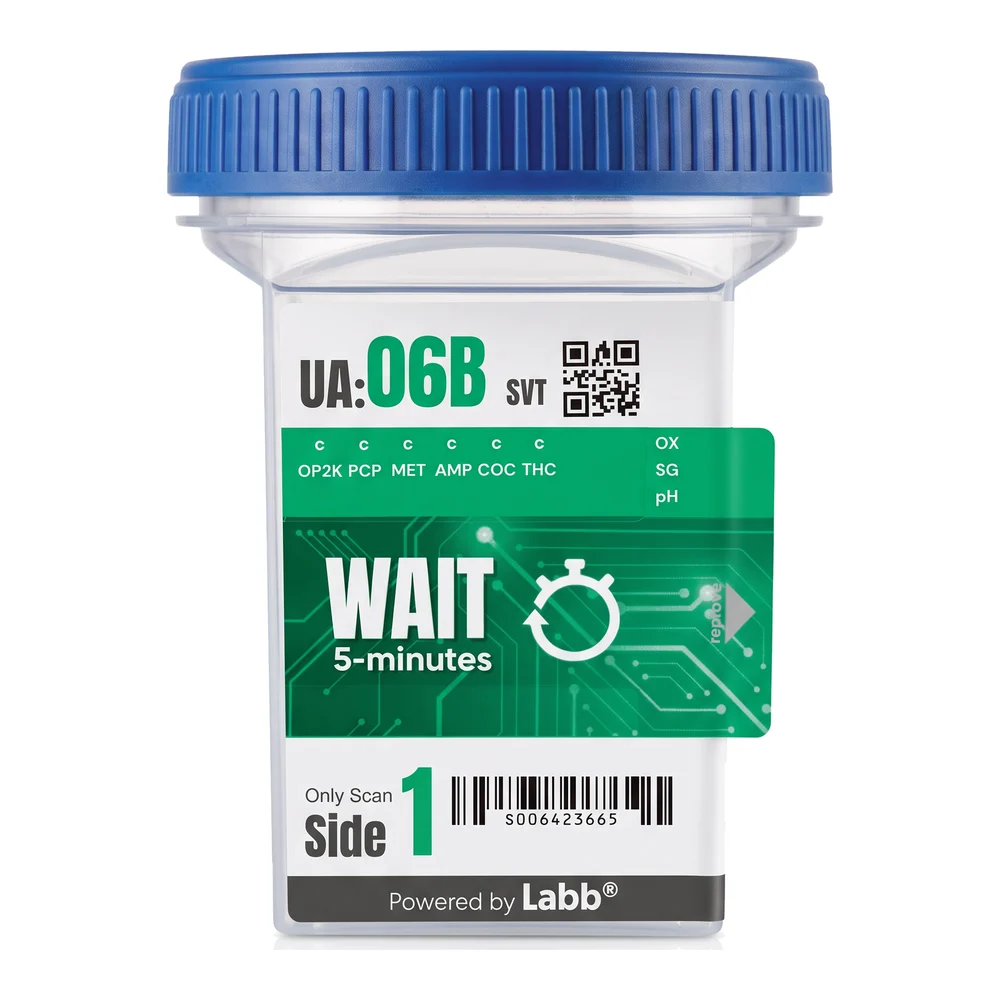 UA:06B SVT
C C C C C C OX
OP2K PCP MET AMP COC THC SG
pH
WAIT
5-minutes
reprove
Only Scan
Side 1
S006423665
Powered by Labb®